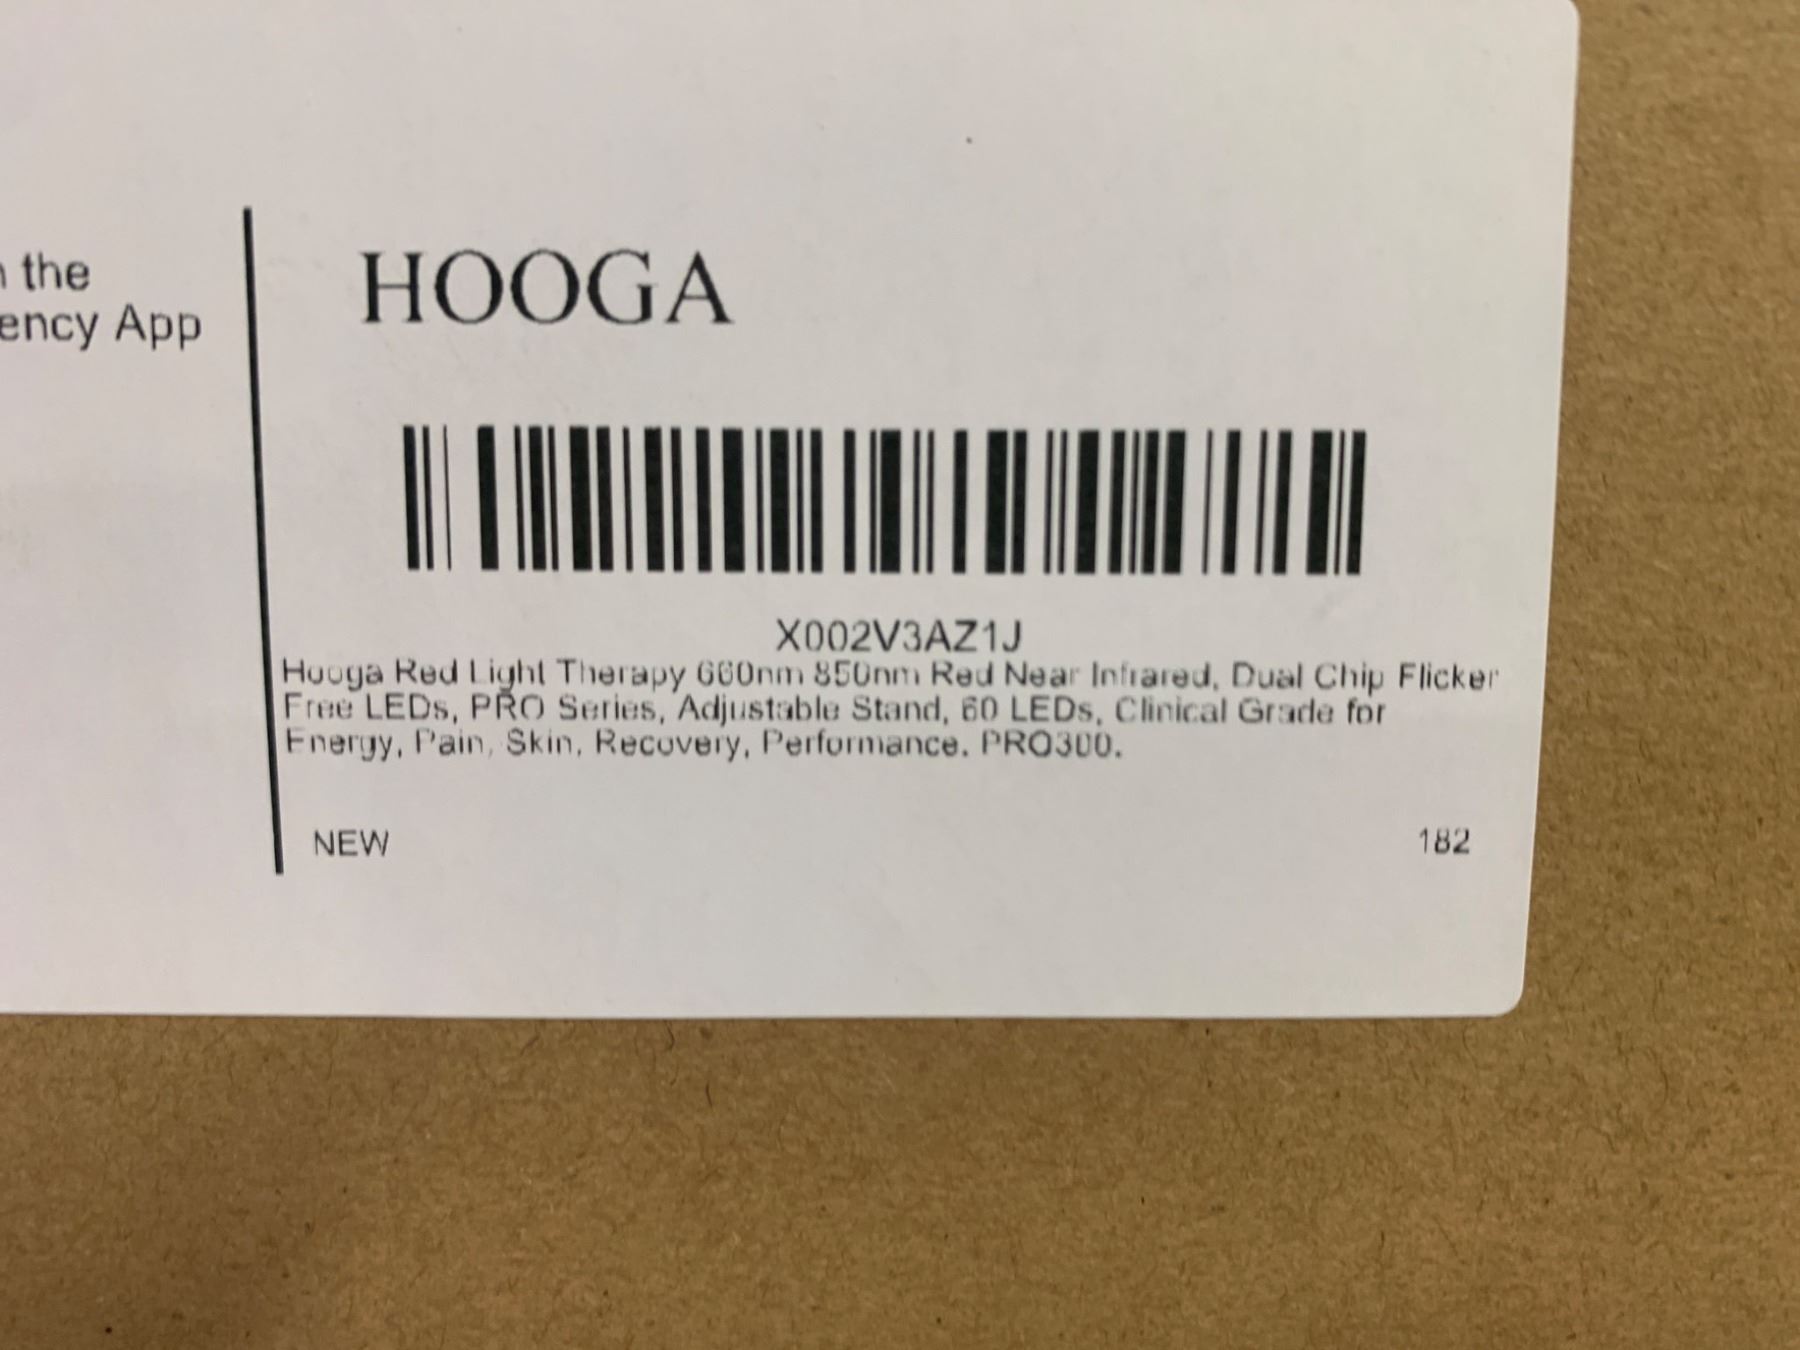 the
ency App
HOOGA
X002V3AZ1J
Hooga Red Light Therapy 660nm 850nm Red Near Infrared, Dual Chip Flicker
Free LEDs, PRO Series, Adjustable Stand, 60 LEDs, Clinical Grade for
Energy, Pain, Skin, Recovery, Performance. PRO300.
NEW
182